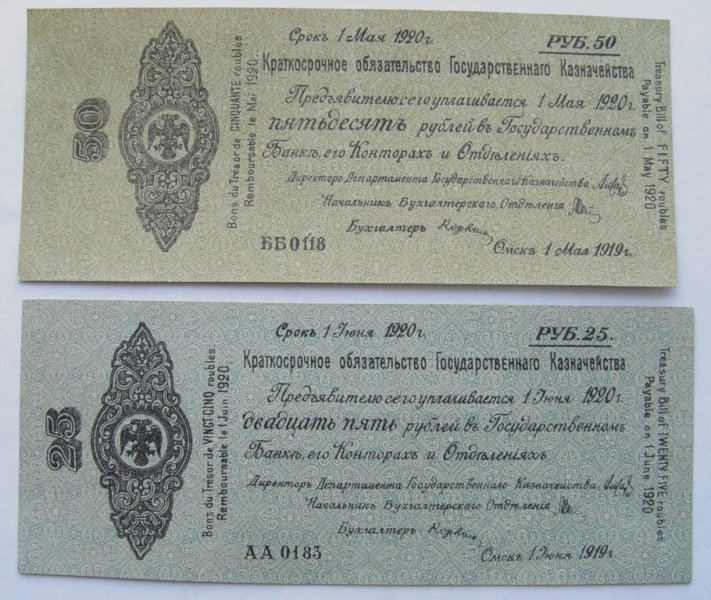 50
Bons du Trésor de CINQUANTE roubles
Remboursable le Mai 1920.
Срокъ 1 Мая 1920 г.
РУБ. 50
Краткосрочное обязательство Государственнаго Казначейства
Предъявителю сего уплачивается 1 Мая 1920г.
пятьдесятъ рублей въ Государственномъ
Банкѣ, его Конторахъ и Отдѣленіяхъ.
Директоръ Департамента Государственнаго Казначейства
Начальникъ Бухгалтерскаго Отдѣленія
Бухгалтеръ
ББ 0118
Омскъ 1 Мая 1919г.
Treasury Bill of FIFTY roubles
Payable on 1 May 1920
25
Bons du Trésor de VINGT CINQ roubles
Remboursable le 1 Juin 1920.
Срокъ 1 Іюня 1920г.
РУБ. 25.
Краткосрочное обязательство Государственнаго Казначейства
Предъявителю сего уплачивается 1 Іюня 1920г.
двадцать пять рублей въ Государственномъ
Банкѣ, его Конторахъ и Отдѣленіяхъ
Директоръ Департамента Государственнаго Казначейства
Начальникъ Бухгалтерскаго Отдѣленія
Бухгалтеръ
АА 0183
Омскъ 1 Іюня 1919г.
Treasury Bill of TWENTY FIVE roubles
Payable on 1 June 1920